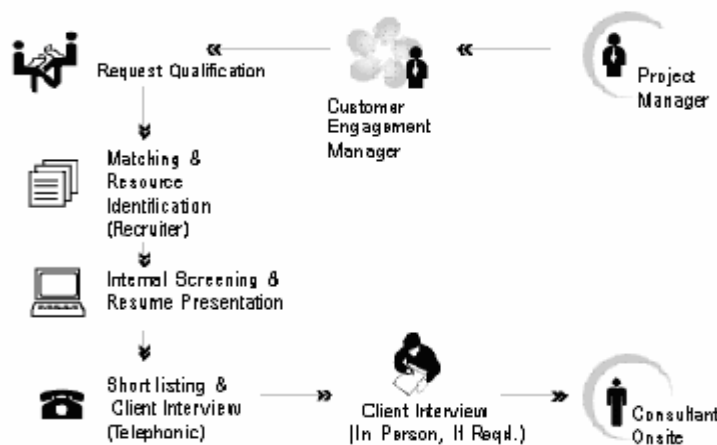 Request Qualification
Customer
Engagement
Manager
Project
Manager
Matching &
Resource
Identification
(Recruiter)
Internal Screening &
Resume Presentation
Short listing &
Client Interview
(Telephonic)
Client Interview
(In Person, If Reqd.)
Consultant
Onsite